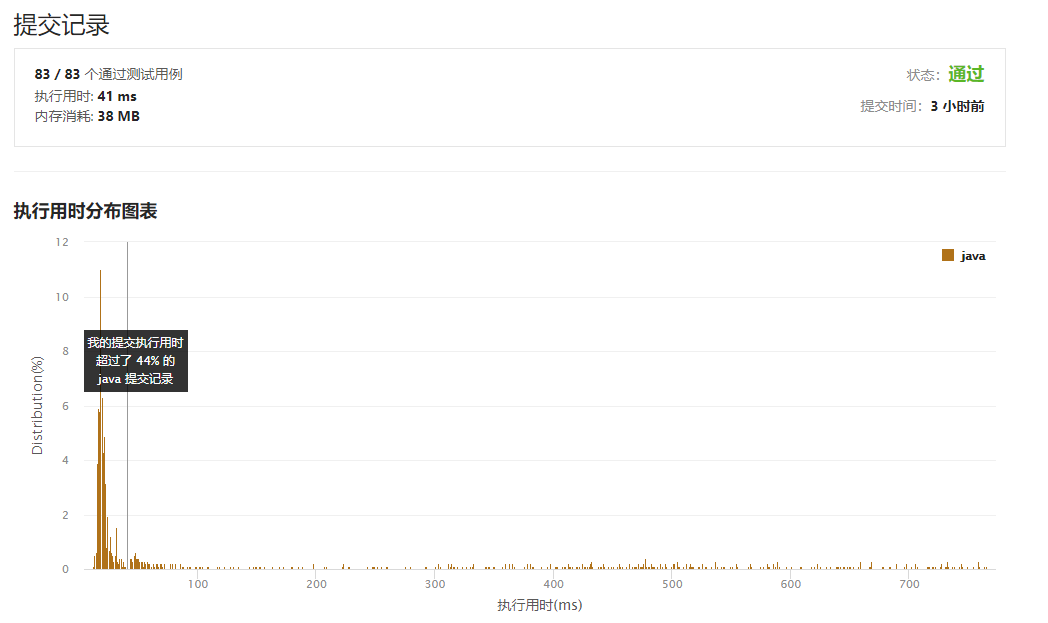 提交记录
83 / 83 个通过测试用例
状态：通过
执行用时: 41 ms
提交时间：3 小时前
内存消耗: 38 MB
执行用时分布图表
java
12
10
8
6
4
2
0
Distribution(%)
我的提交执行用时
超过了 44% 的
java 提交记录
100 200 300 400 500 600 700
执行用时(ms)